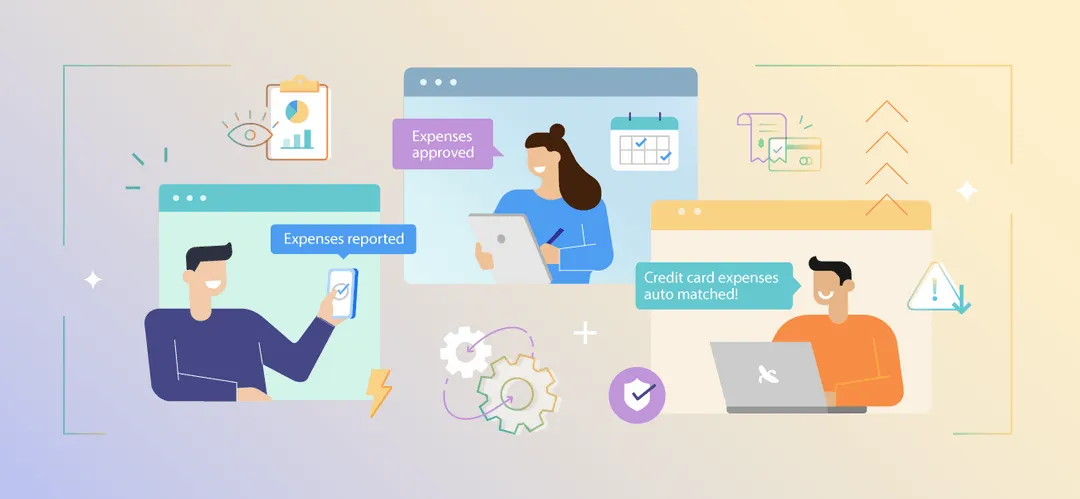 Expenses
approved
Expenses reported
Credit card expenses
auto matched!